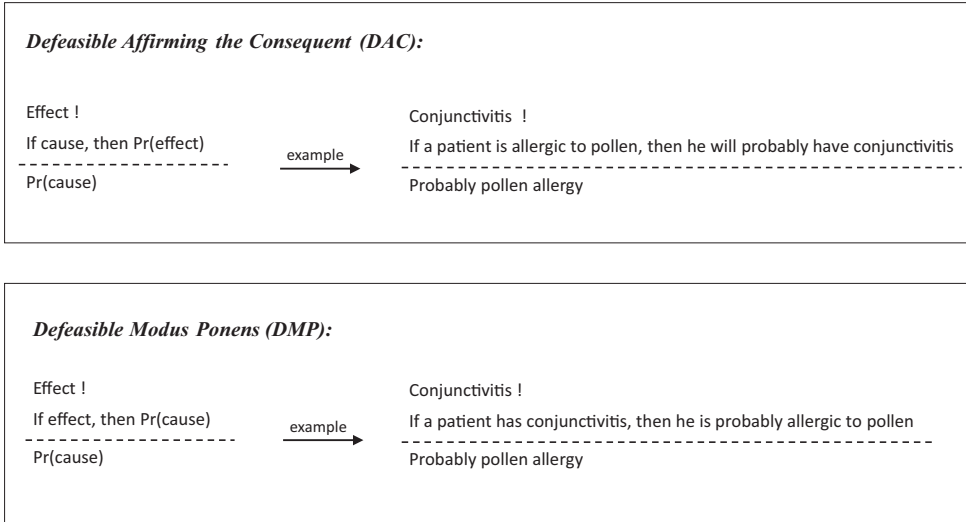 Defeasible Affirming the Consequent (DAC):
Effect !
If cause, then Pr(effect)
Pr(cause)
example
Conjunctivitis !
If a patient is allergic to pollen, then he will probably have conjunctivitis
Probably pollen allergy
Defeasible Modus Ponens (DMP):
Effect !
If effect, then Pr(cause)
Pr(cause)
example
Conjunctivitis !
If a patient has conjunctivitis, then he is probably allergic to pollen
Probably pollen allergy